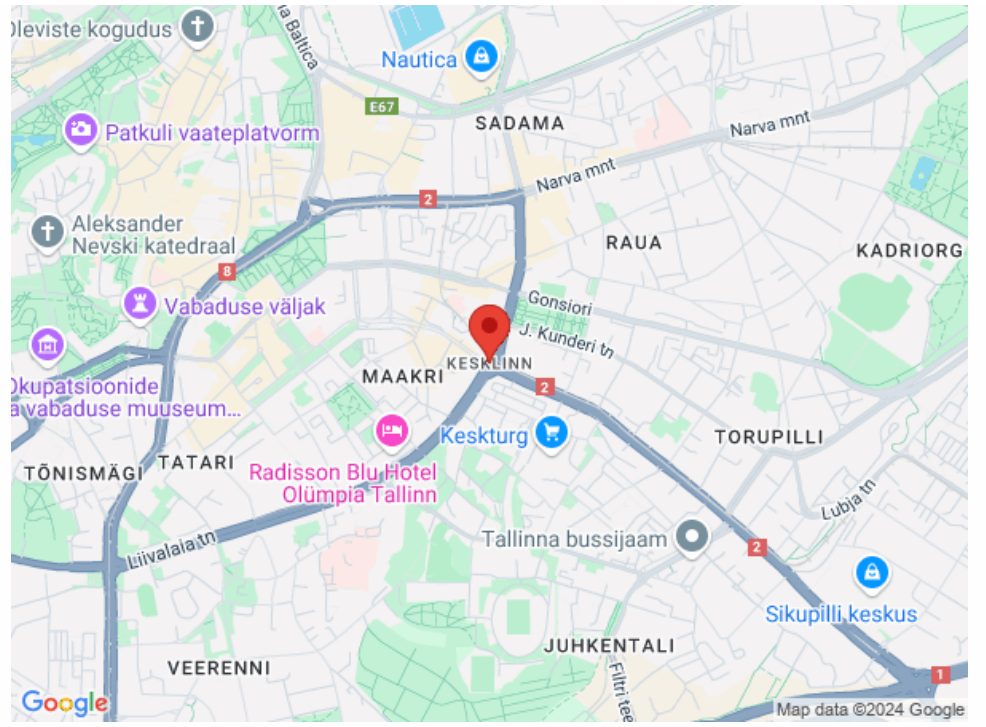 Oleviste kogudus
a Baltica
Nautica
E67
SADAMA
Patkuli vaateplatvorm
Narva mnt
Narva mnt
2
Aleksander
Nevski katedraal
RAUA
KADRIORG
8
Vabaduse väljak
Gonsiori
J. Kunderi tn
KESKLINN
MAAKRI
2
Okupatsioonide
a vabaduse muuseum...
Keskturg
TORUPILLI
TÕNISMÄGI
TATARI
Radisson Blu Hotel
Olümpia Tallinn
Lubja tn
Liivalaia tn
Tallinna bussijaam
2
Sikupilli keskus
JUHKENTALI
VEERENNI
Filtri tee
1
Google
Map data ©2024 Google